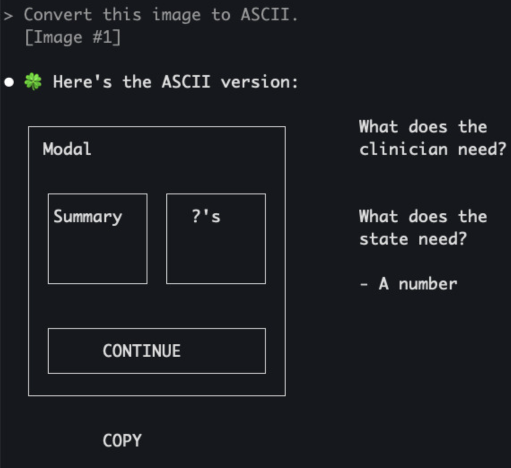 > Convert this image to ASCII.
[Image #1]
● 🍀 Here's the ASCII version:
What does the
Modal clinician need?
Summary ?'s What does the
state need?
- A number
CONTINUE
COPY